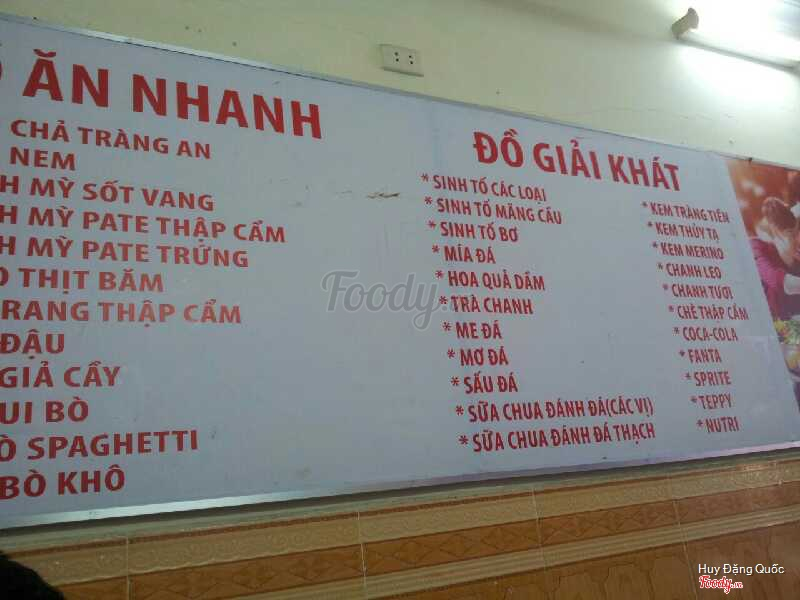 ĂN NHANH
CHẢ TRÀNG AN
NEM
MỲ SỐT VANG
MỲ PATE THẬP CẨM
MỲ PATE TRỨNG
THỊT BĂM
RANG THẬP CẨM
ĐẬU
GIẢ CẦY
UI BÒ
SPAGHETTI
BÒ KHÔ
ĐỒ GIẢI KHÁT
* SINH TỐ CÁC LOẠI
* SINH TỐ MÃNG CẦU
* SINH TỐ BƠ
* MÍA ĐÁ
* HOA QUẢ DẦM
* TRÀ CHANH
* ME ĐÁ
* MƠ ĐÁ
* SẤU ĐÁ
* SỮA CHUA ĐÁNH ĐÁ(CÁC VỊ)
* SỮA CHUA ĐÁNH ĐÁ THẠCH
* KEM TRÀNG TIỀN
* KEM THỦY TẠ
* KEM MERINO
* CHANH LEO
* CHANH TƯƠI
* CHÈ THẬP CẨM
* COCA-COLA
* FANTA
* SPRITE
* TEPPY
* NUTRI
Foody.vn
Huy Đặng Quốc
Foody.vn